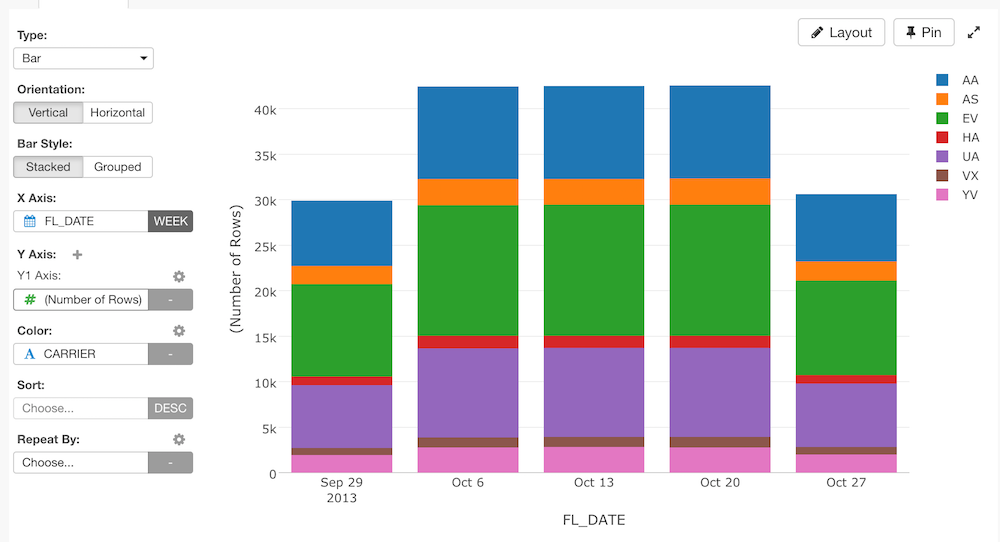 Type:
Bar
Orientation:
Vertical Horizontal
Bar Style:
Stacked Grouped
X Axis:
FL_DATE WEEK
Y Axis: +
Y1 Axis:
# (Number of Rows) -
Color:
A CARRIER -
Sort:
Choose... DESC
Repeat By:
Choose... -
Layout Pin
(Number of Rows)
40k
35k
30k
25k
20k
15k
10k
5k
0
Sep 29 Oct 6 Oct 13 Oct 20 Oct 27
2013
FL_DATE
AA
AS
EV
HA
UA
VX
YV